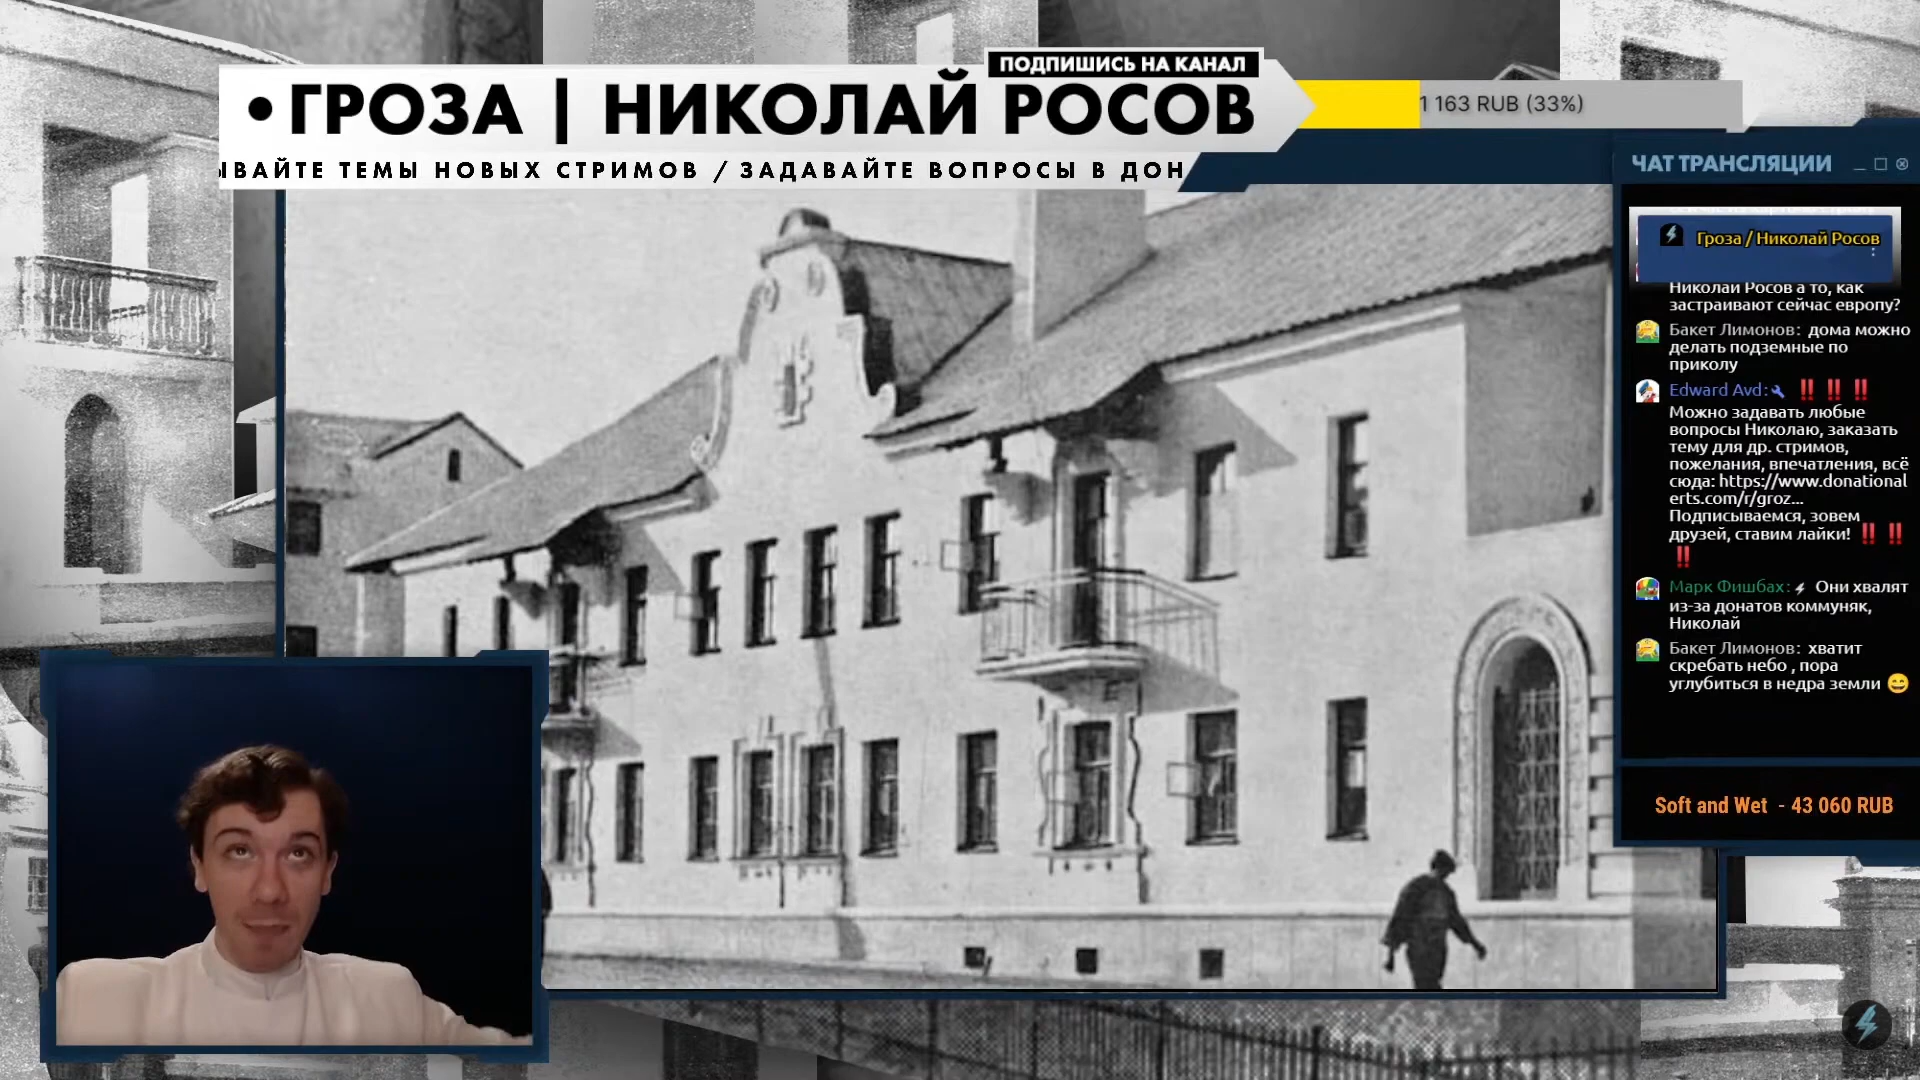 ПОДПИШИСЬ НА КАНАЛ
•ГРОЗА | НИКОЛАЙ РОСОВ
1 163 RUB (33%)
ЫВАЙТЕ ТЕМЫ НОВЫХ СТРИМОВ / ЗАДАВАЙТЕ ВОПРОСЫ В ДОН
ЧАТ ТРАНСЛЯЦИИ
Гроза / Николай Росов
Николай Росов а то, как
застраивают сейчас европу?
Бакет Лимонов: дома можно
делать подземные по
приколу
Edward Avd: ‼️ ‼️ ‼️
Можно задавать любые
вопросы Николаю, заказать
тему для др. стримов,
пожелания, впечатления, всё
сюда: https://www.donational
erts.com/r/groz...
Подписываемся, зовем
друзей, ставим лайки! ‼️ ‼️
‼️
Марк Фишбах: ⚡ Они хвалят
из-за донатов коммуняк,
Николай
Бакет Лимонов: хватит
скребать небо , пора
углубиться в недра земли 😄
Soft and Wet - 43 060 RUB